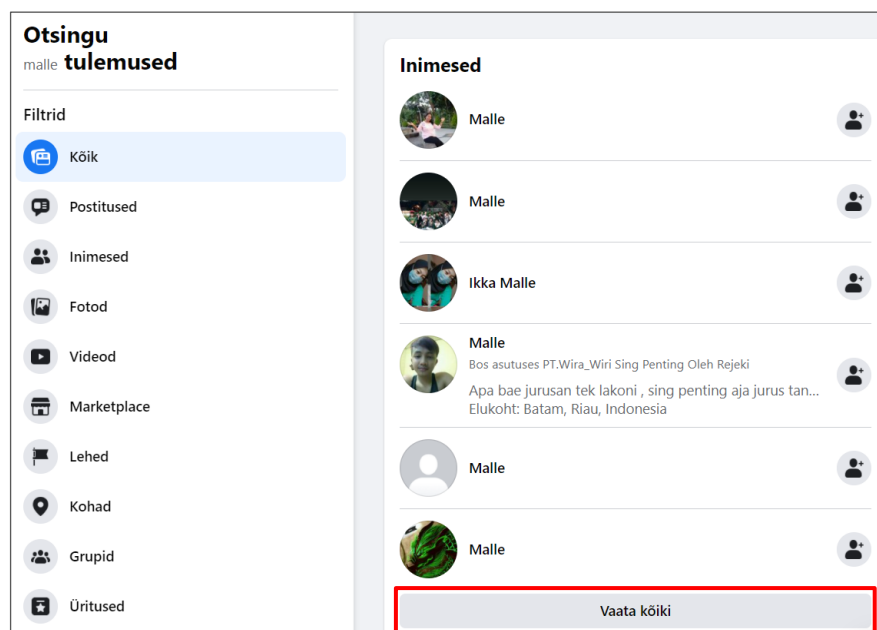 Otsingu
malle tulemused
Filtrid
Kõik
Postitused
Inimesed
Fotod
Videod
Marketplace
Lehed
Kohad
Grupid
Üritused
Inimesed
Malle
Malle
Ikka Malle
Malle
Bos asutuses PT.Wira_Wiri Sing Penting Oleh Rejeki
Apa bae jurusan tek lakoni , sing penting aja jurus tan...
Elukoht: Batam, Riau, Indonesia
Malle
Malle
Vaata kõiki